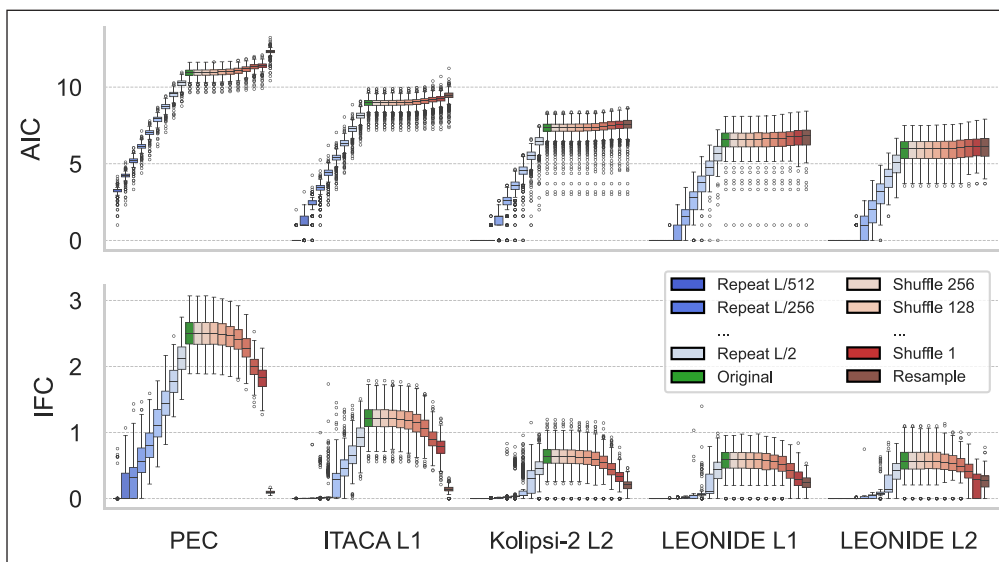 AIC
10
5
0
IFC
3
2
1
0
Repeat L/512
Repeat L/256
...
Repeat L/2
Original
Shuffle 256
Shuffle 128
...
Shuffle 1
Resample
PEC
ITACA L1
Kolipsi-2 L2
LEONIDE L1
LEONIDE L2